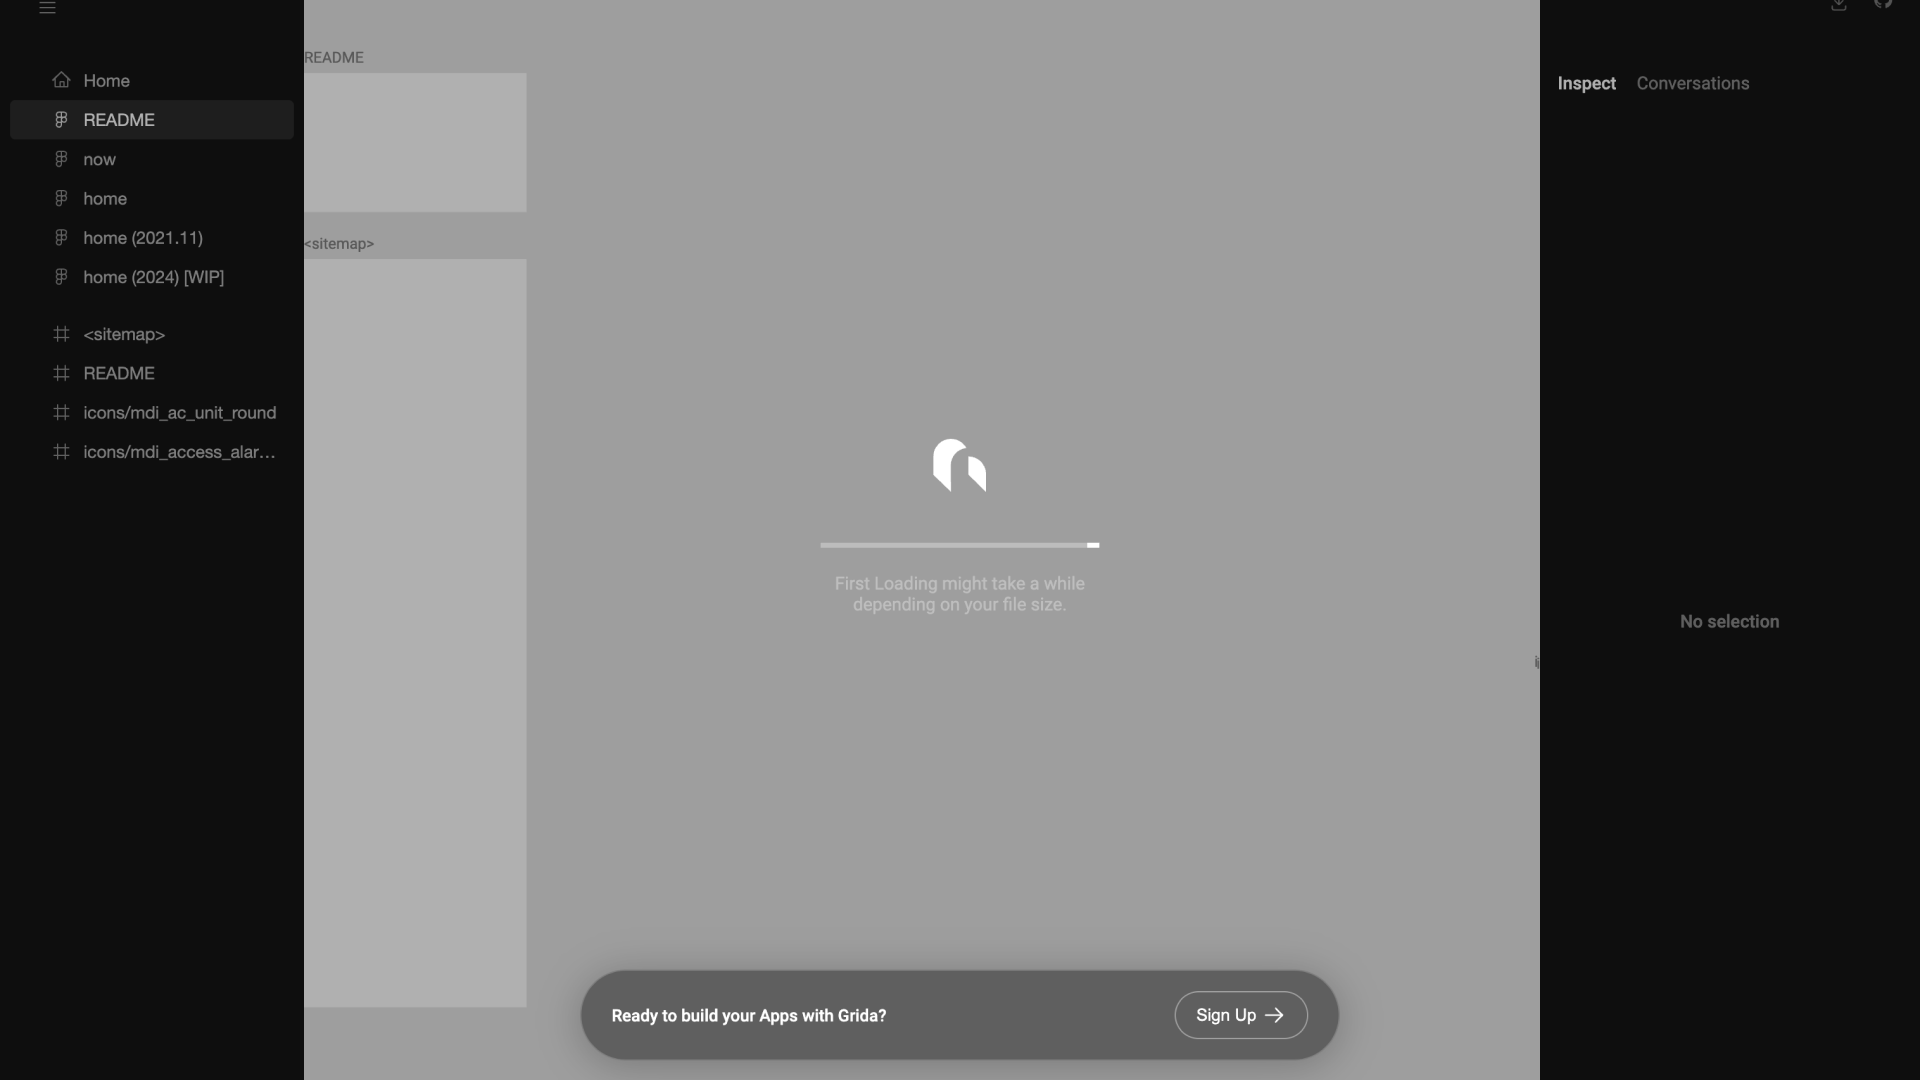 Home
README
now
home
home (2021.11)
home (2024) [WIP]
<sitemap>
README
icons/mdi_ac_unit_round
icons/mdi_access_alar...
README
<sitemap>
First Loading might take a while
depending on your file size.
Ready to build your Apps with Grida?
Sign Up
Inspect Conversations
No selection